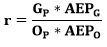 r = G_P * AEP_G / O_P * AEP_O